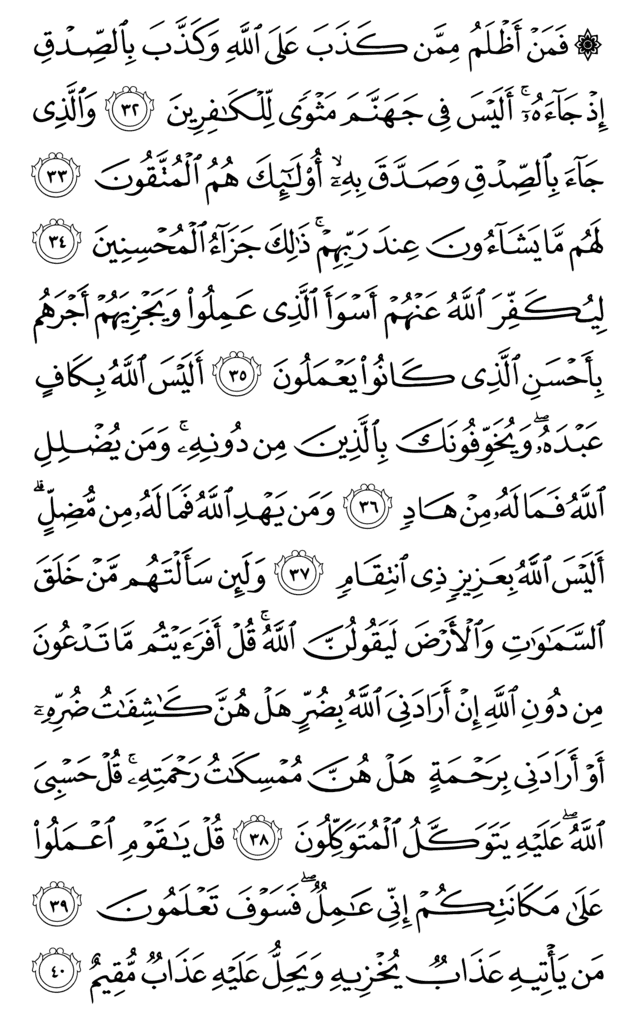 ۞ فَمَنۡ أَظۡلَمُ مِمَّن كَذَبَ عَلَى ٱللَّهِ وَكَذَّبَ بِٱلصِّدۡقِ
إِذۡ جَآءَهُۥٓۚ أَلَيۡسَ فِي جَهَنَّمَ مَثۡوٗى لِّلۡكَٰفِرِينَ ٣٢ وَٱلَّذِي
جَآءَ بِٱلصِّدۡقِ وَصَدَّقَ بِهِۦٓ أُوْلَٰٓئِكَ هُمُ ٱلۡمُتَّقُونَ ٣٣
لَهُم مَّا يَشَآءُونَ عِندَ رَبِّهِمۡۚ ذَٰلِكَ جَزَآءُ ٱلۡمُحۡسِنِينَ ٣٤
لِيُكَفِّرَ ٱللَّهُ عَنۡهُمۡ أَسۡوَأَ ٱلَّذِي عَمِلُواْ وَيَجۡزِيَهُمۡ أَجۡرَهُم
بِأَحۡسَنِ ٱلَّذِي كَانُواْ يَعۡمَلُونَ ٣٥ أَلَيۡسَ ٱللَّهُ بِكَافٍ
عَبۡدَهُۥۖ وَيُخَوِّفُونَكَ بِٱلَّذِينَ مِن دُونِهِۦۚ وَمَن يُضۡلِلِ
ٱللَّهُ فَمَا لَهُۥ مِنۡ هَادٖ ٣٦ وَمَن يَهۡدِ ٱللَّهُ فَمَا لَهُۥ مِن مُّضِلٍّۗ
أَلَيۡسَ ٱللَّهُ بِعَزِيزٖ ذِي ٱنتِقَامٖ ٣٧ وَلَئِن سَأَلۡتَهُم مَّنۡ خَلَقَ
ٱلسَّمَٰوَٰتِ وَٱلۡأَرۡضَ لَيَقُولُنَّ ٱللَّهُۚ قُلۡ أَفَرَءَيۡتُم مَّا تَدۡعُونَ
مِن دُونِ ٱللَّهِ إِنۡ أَرَادَنِيَ ٱللَّهُ بِضُرٍّ هَلۡ هُنَّ كَٰشِفَٰتُ ضُرِّهِۦٓ
أَوۡ أَرَادَنِي بِرَحۡمَةٍ هَلۡ هُنَّ مُمۡسِكَٰتُ رَحۡمَتِهِۦۚ قُلۡ حَسۡبِيَ
ٱللَّهُۖ عَلَيۡهِ يَتَوَكَّلُ ٱلۡمُتَوَكِّلُونَ ٣٨ قُلۡ يَٰقَوۡمِ ٱعۡمَلُواْ
عَلَىٰ مَكَانَتِكُمۡ إِنِّي عَٰمِلٞۖ فَسَوۡفَ تَعۡلَمُونَ ٣٩
مَن يَأۡتِيهِ عَذَابٞ يُخۡزِيهِ وَيَحِلُّ عَلَيۡهِ عَذَابٞ مُّقِيمٌ ٤٠